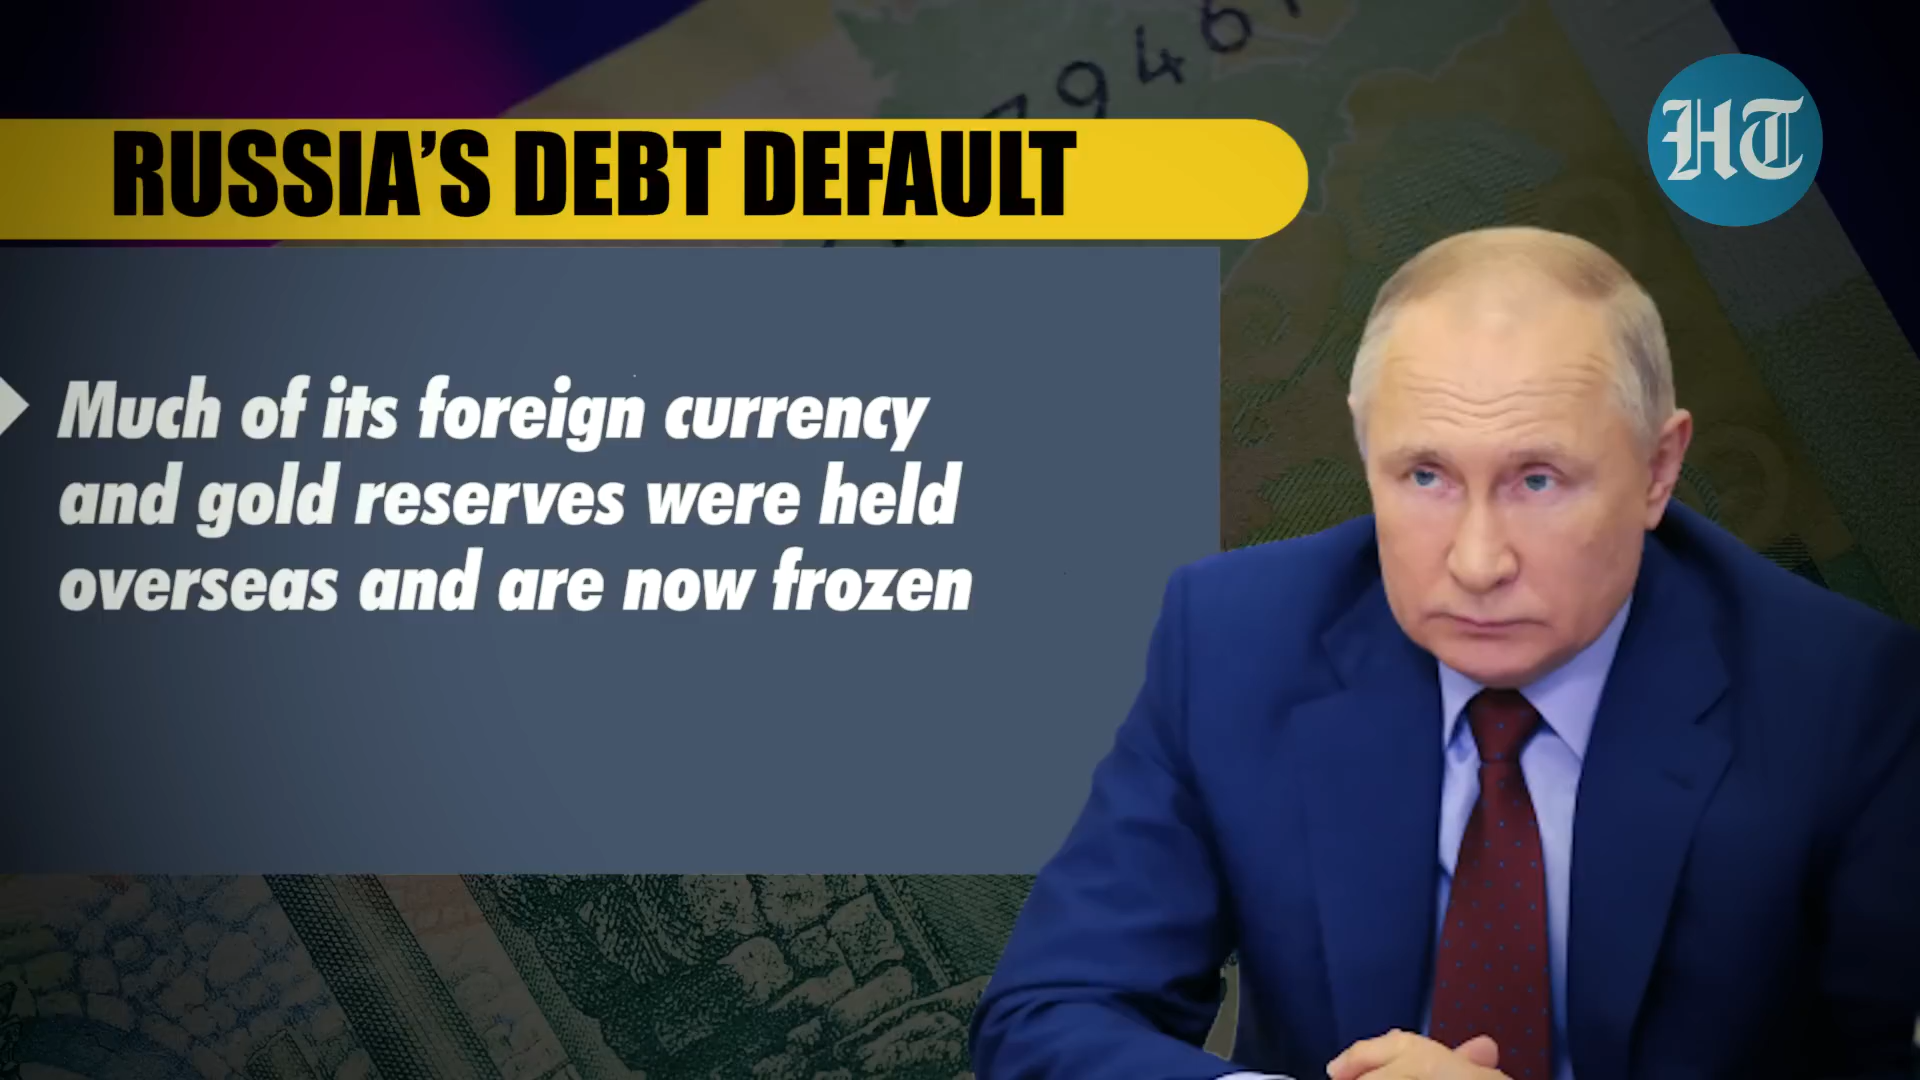 7946
HT
RUSSIA'S DEBT DEFAULT
Much of its foreign currency
and gold reserves were held
overseas and are now frozen